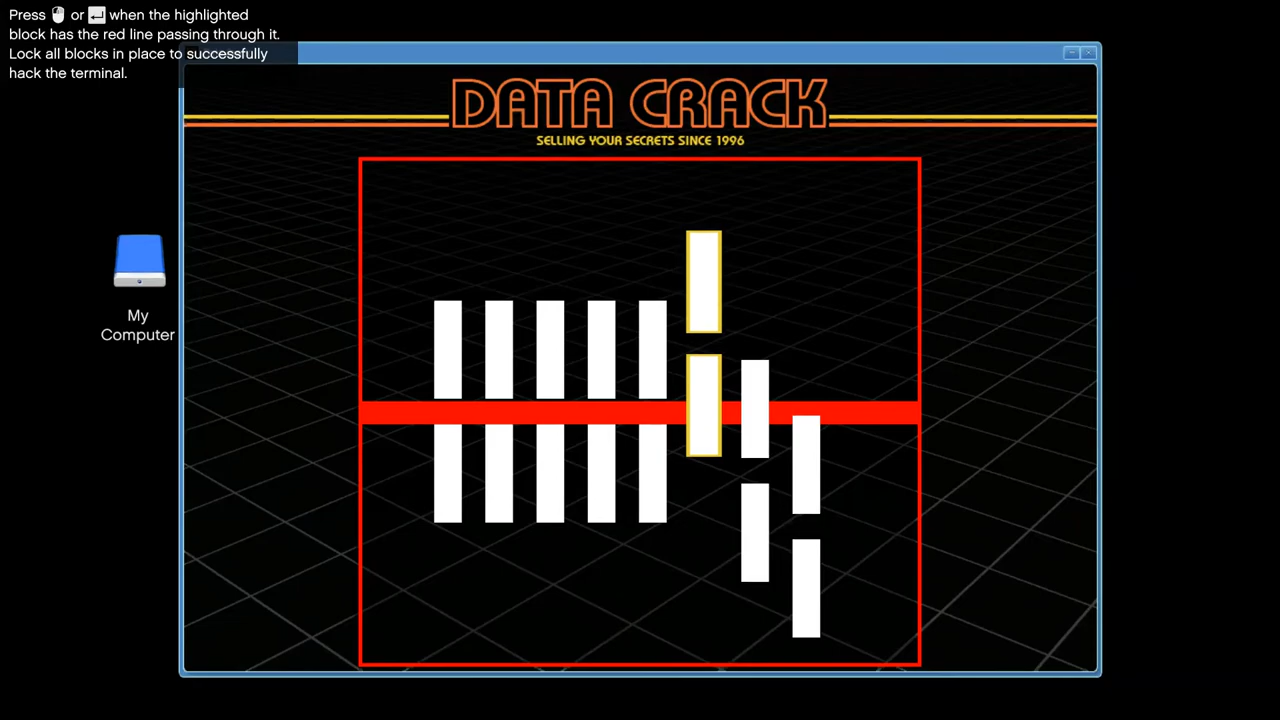 Press or when the highlighted
block has the red line passing through it.
Lock all blocks in place to successfully
hack the terminal.
DATA CRACK
SELLING YOUR SECRETS SINCE 1996
My
Computer